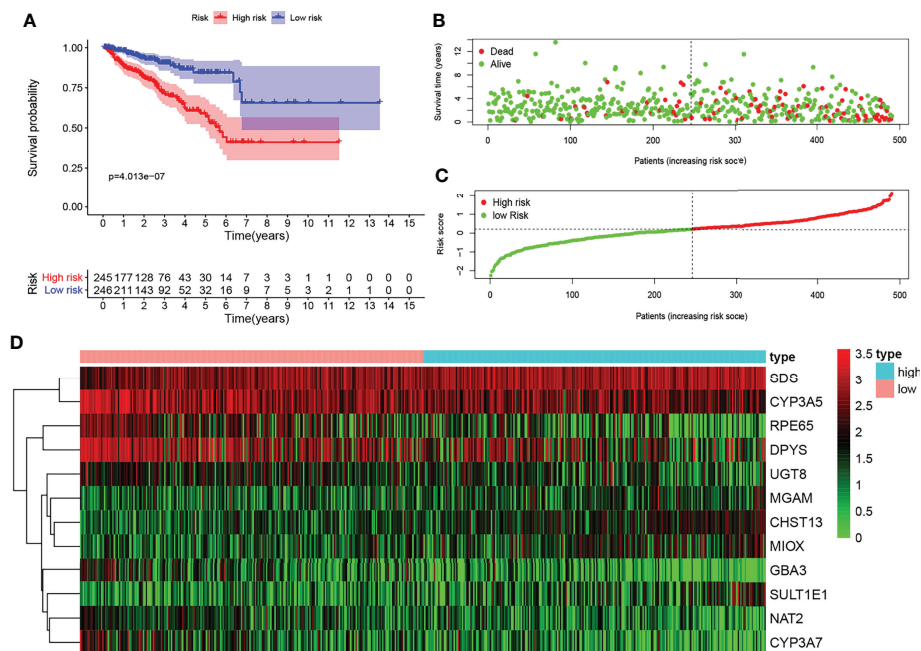 A
Risk High risk Low risk
Survival probability
1.00
0.75
0.50
0.25
0.00
p=4.013e-07
0 1 2 3 4 5 6 7 8 9 10 11 12 13 14 15
Time(years)
Risk
High risk 245 177 128 76 43 30 14 7 3 3 1 1 0 0 0 0
Low risk 246 211 143 92 52 32 16 9 7 5 3 2 1 1 0 0
0 1 2 3 4 5 6 7 8 9 10 11 12 13 14 15
Time(years)
B
Survival time (years)
12
8
4
0
Dead
Alive
0 100 200 300 400 500
Patients (increasing risk socre)
C
Risk score
2
1
0
−1
−2
High risk
low Risk
0 100 200 300 400 500
Patients (increasing risk socre)
D
type
CYP3A5
RPE65
DPYS
UGT8
MGAM
CHST13
MIOX
GBA3
SULT1E1
NAT2
CYP3A7
3.5
3
2.5
2
1.5
1
0.5
0
type
high
low